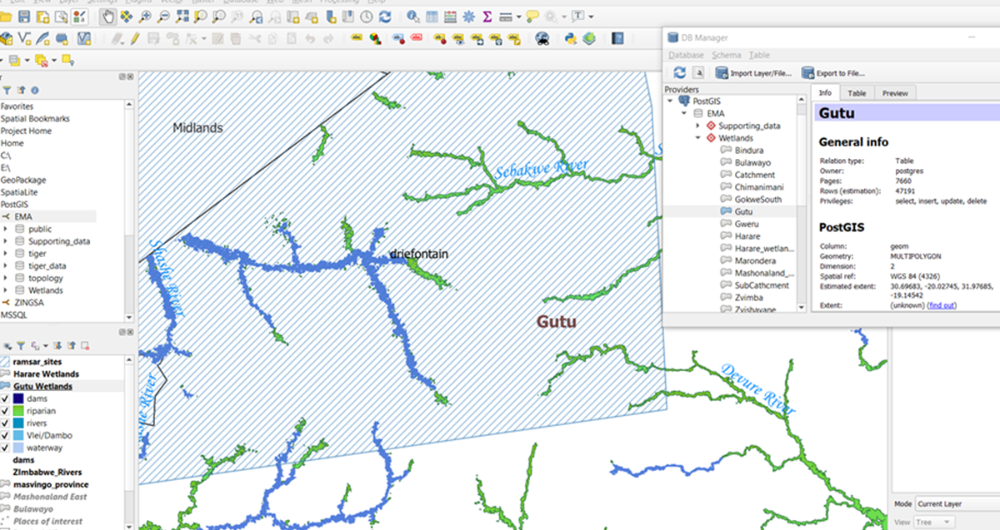 DB Manager
Database Schema Table
Import Layer/File... Export to File...
Providers
PostGIS
EMA
Supporting_data
Wetlands
Bindura
Bulawayo
Catchment
Chimanimani
GokweSouth
Gutu
Gweru
Harare
Harare_wetlan...
Marondera
Mashonaland_...
SubCathcment
Zvimba
Zvishavane
Info Table Preview
Gutu
General info
Relation type: Table
Owner: postgres
Pages: 7660
Rows (estimation): 47191
Privileges: select, insert, update, delete
PostGIS
Column: geom
Geometry: MULTIPOLYGON
Dimension: 2
Spatial ref: WGS 84 (4326)
Estimated extent: 30.69683, -20.02745, 31.97685,
-19.14542
Extent: (unknown) (find out)
Favorites
Spatial Bookmarks
Project Home
Home
C:\
E:\
GeoPackage
SpatiaLite
PostGIS
EMA
public
Supporting_data
tiger
tiger_data
topology
Wetlands
ZINGSA
MSSQL
ramsar_sites
Harare Wetlands
Gutu Wetlands
dams
riparian
rivers
Vlei/Dambo
waterway
dams
ZImbabwe_Rivers
masvingo_province
Mashonaland East
Bulawayo
Places of interest
Midlands
Sebakwe River
Shashe River
driefontain
Gutu
Devure River
River
Mode Current Layer
View Tree